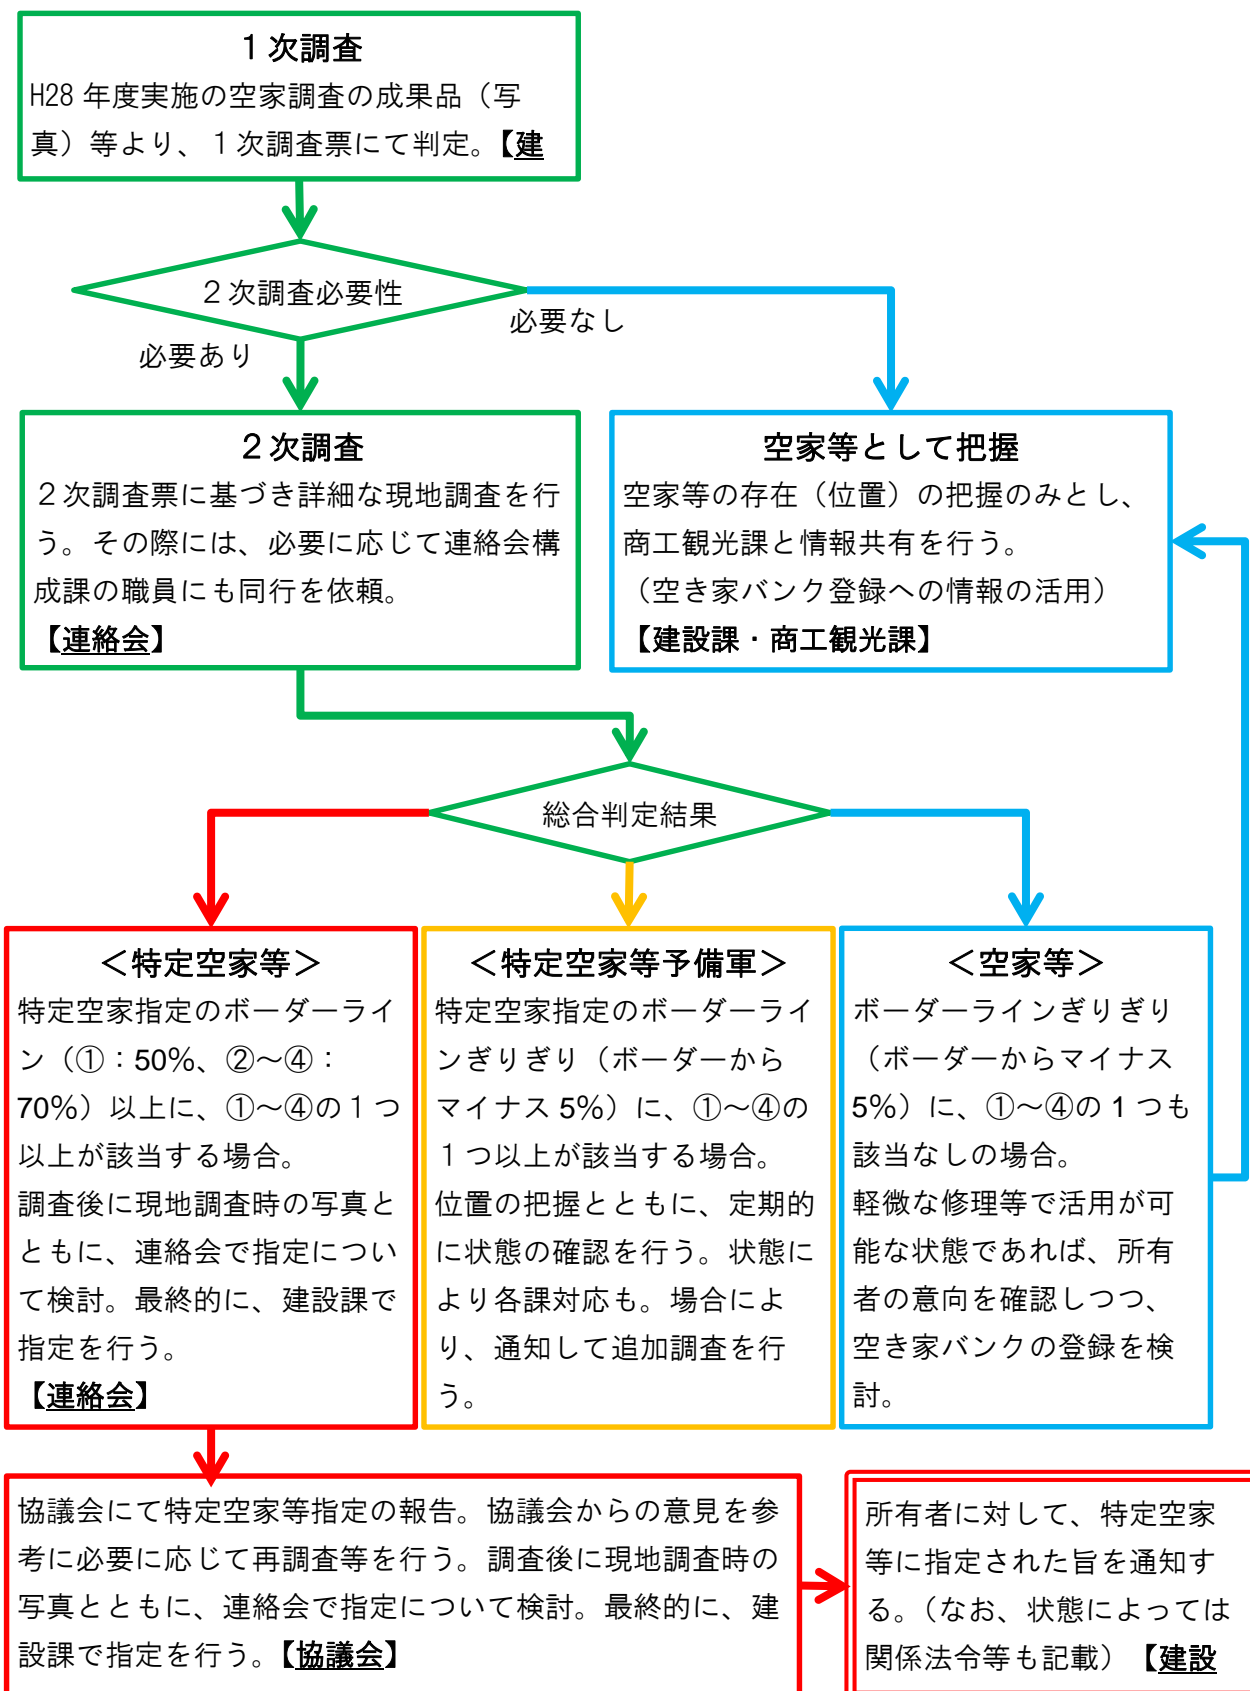 １次調査
H28 年度実施の空家調査の成果品（写
真）等より、１次調査票にて判定。【建
２次調査必要性
必要なし
必要あり
２次調査
２次調査票に基づき詳細な現地調査を行
う。その際には、必要に応じて連絡会構
成課の職員にも同行を依頼。
【連絡会】
空家等として把握
空家等の存在（位置）の把握のみとし、
商工観光課と情報共有を行う。
（空き家バンク登録への情報の活用）
【建設課・商工観光課】
総合判定結果
＜特定空家等＞
特定空家指定のボーダーライ
ン（①：50％、②～④：
70％）以上に、①～④の１つ
以上が該当する場合。
調査後に現地調査時の写真と
ともに、連絡会で指定につい
て検討。最終的に、建設課で
指定を行う。
【連絡会】
＜特定空家等予備軍＞
特定空家指定のボーダーライ
ンぎりぎり（ボーダーから
マイナス 5％）に、①～④の
１つ以上が該当する場合。
位置の把握とともに、定期的
に状態の確認を行う。状態に
より各課対応も。場合によ
り、通知して追加調査を行
う。
＜空家等＞
ボーダーラインぎりぎり
（ボーダーからマイナス
5％）に、①～④の 1 つも
該当なしの場合。
軽微な修理等で活用が可
能な状態であれば、所有
者の意向を確認しつつ、
空き家バンクの登録を検
討。
協議会にて特定空家等指定の報告。協議会からの意見を参
考に必要に応じて再調査等を行う。調査後に現地調査時の
写真とともに、連絡会で指定について検討。最終的に、建
設課で指定を行う。【協議会】
所有者に対して、特定空家
等に指定された旨を通知す
る。（なお、状態によっては
関係法令等も記載）【建設